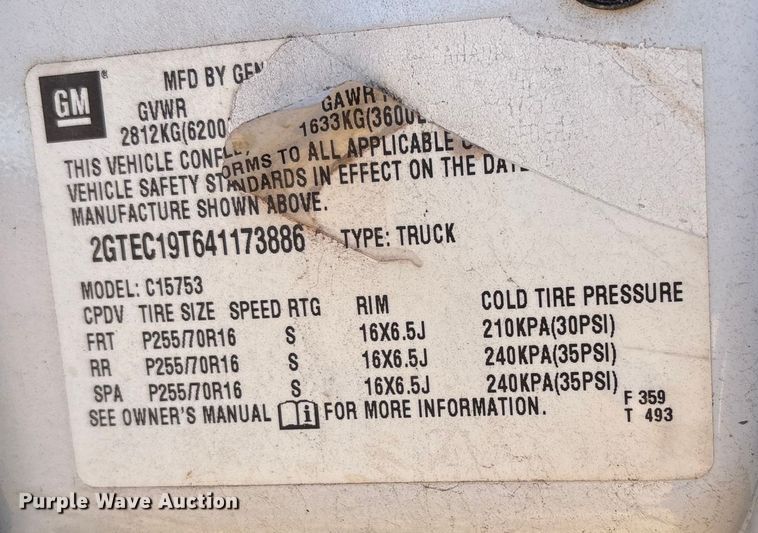 GM
MFD BY GEN
GVWR GAWR
2812KG(6200 1633KG(3600
THIS VEHICLE CONF ORMS TO ALL APPLICABLE
VEHICLE SAFETY STANDARDS IN EFFECT ON THE DATE
MANUFACTURE SHOWN ABOVE.
2GTEC19T641173886 TYPE: TRUCK
MODEL: C15753
CPDV TIRE SIZE SPEED RTG RIM COLD TIRE PRESSURE
FRT P255/70R16 S 16X6.5J 210KPA(30PSI)
RR P255/70R16 S 16X6.5J 240KPA(35PSI)
SPA P255/70R16 S 16X6.5J 240KPA(35PSI)
SEE OWNER'S MANUAL i FOR MORE INFORMATION.
F 359
T 493
Purple Wave Auction